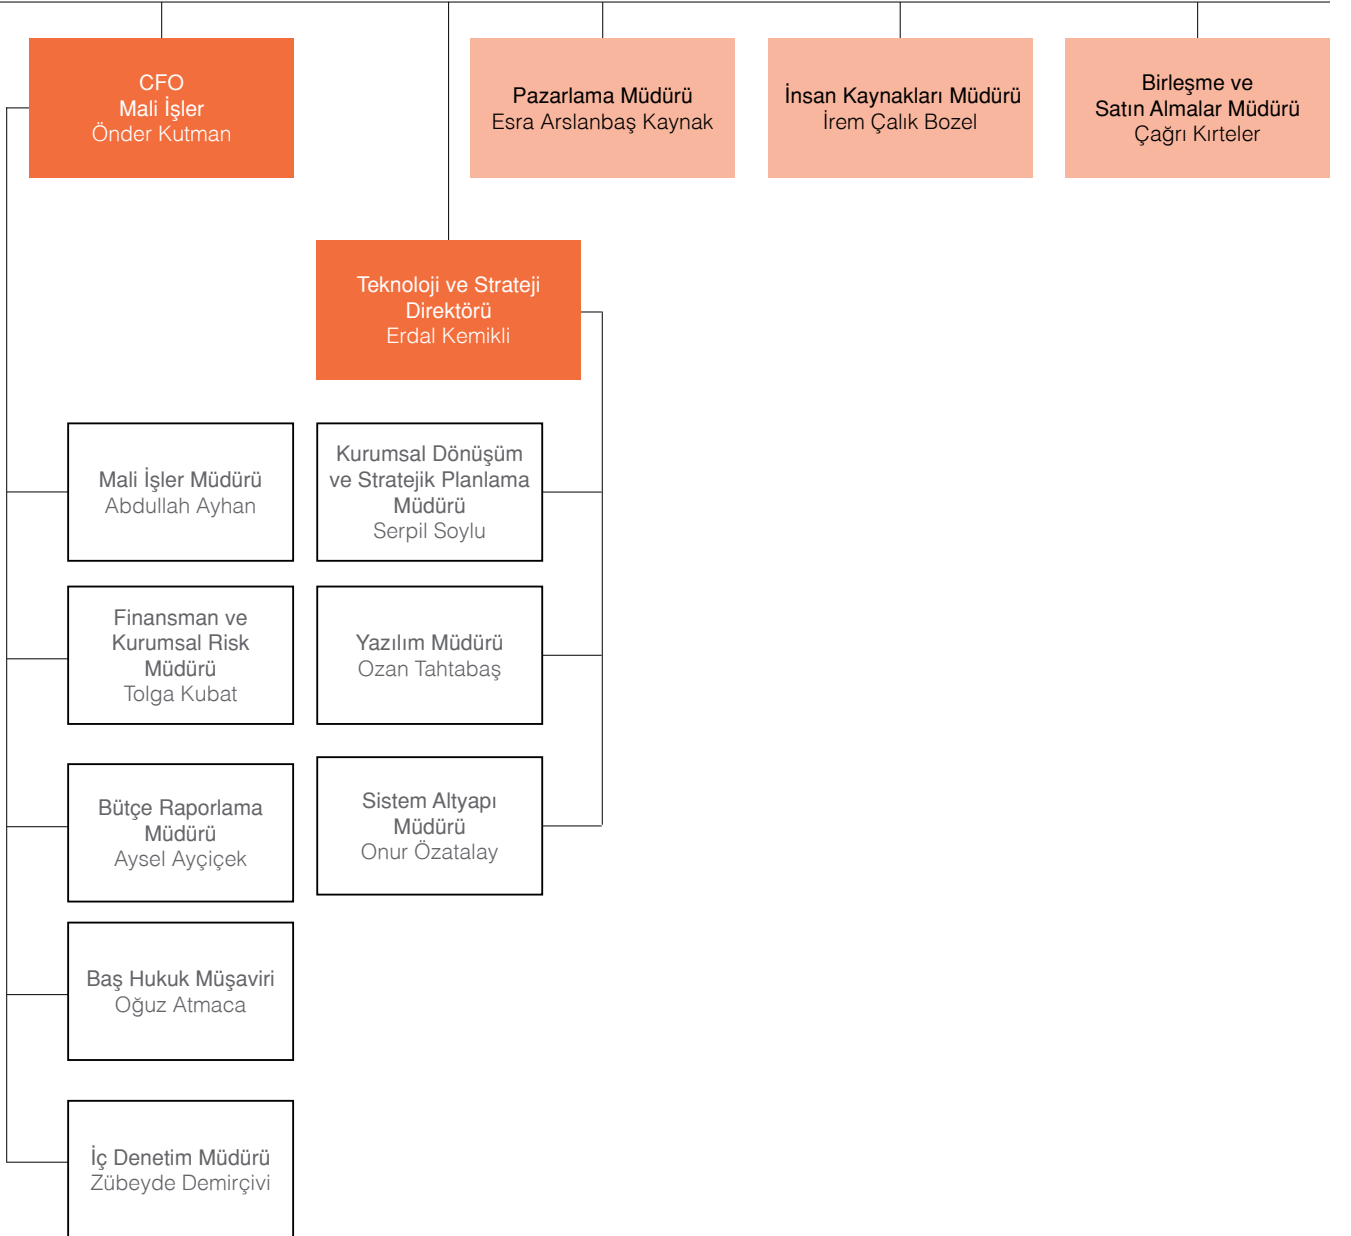 CFO
Mali İşler
Önder Kutman
Pazarlama Müdürü
Esra Arslanbaş Kaynak
İnsan Kaynakları Müdürü
İrem Çalık Bozel
Birleşme ve
Satın Almalar Müdürü
Çağrı Kırteler
Teknoloji ve Strateji
Direktörü
Erdal Kemikli
Mali İşler Müdürü
Abdullah Ayhan
Finansman ve
Kurumsal Risk
Müdürü
Tolga Kubat
Bütçe Raporlama
Müdürü
Aysel Ayçiçek
Baş Hukuk Müşaviri
Oğuz Atmaca
İç Denetim Müdürü
Zübeyde Demirçivi
Kurumsal Dönüşüm
ve Stratejik Planlama
Müdürü
Serpil Soylu
Yazılım Müdürü
Ozan Tahtabaş
Sistem Altyapı
Müdürü
Onur Özatalay